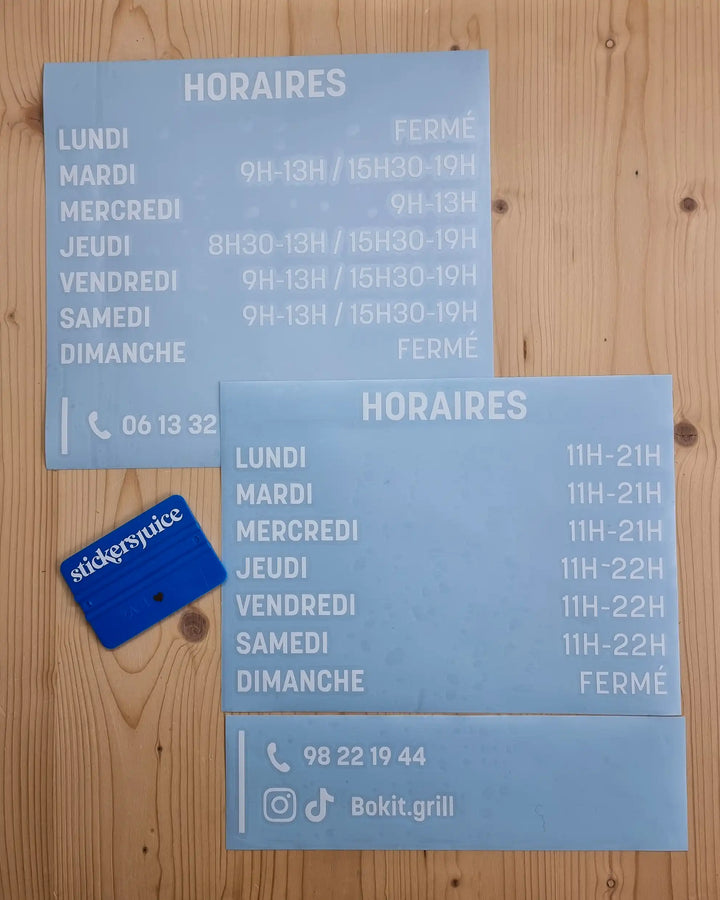 HORAIRES
LUNDI FERMÉ
MARDI 9H-13H / 15H30-19H
MERCREDI 9H-13H
JEUDI 8H30-13H / 15H30-19H
VENDREDI 9H-13H / 15H30-19H
SAMEDI 9H-13H / 15H30-19H
DIMANCHE FERMÉ
06 13 32
HORAIRES
LUNDI 11H-21H
MARDI 11H-21H
MERCREDI 11H-21H
JEUDI 11H-22H
VENDREDI 11H-22H
SAMEDI 11H-22H
DIMANCHE FERMÉ
stickersjuice
98 22 19 44
Bokit.grill